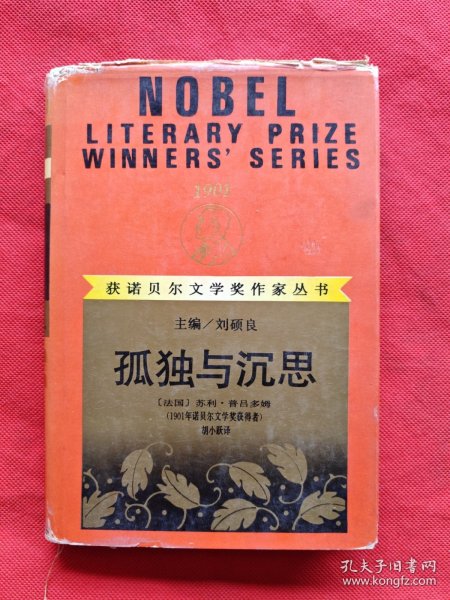 NOBEL
LITERARY PRIZE
WINNERS' SERIES
1901
获诺贝尔文学奖作家丛书
主编／刘硕良
孤独与沉思
〔法国〕苏利·普吕多姆
(1901年诺贝尔文学奖获得者)
胡小跃译
孔夫子旧书网
www.kongfz.com